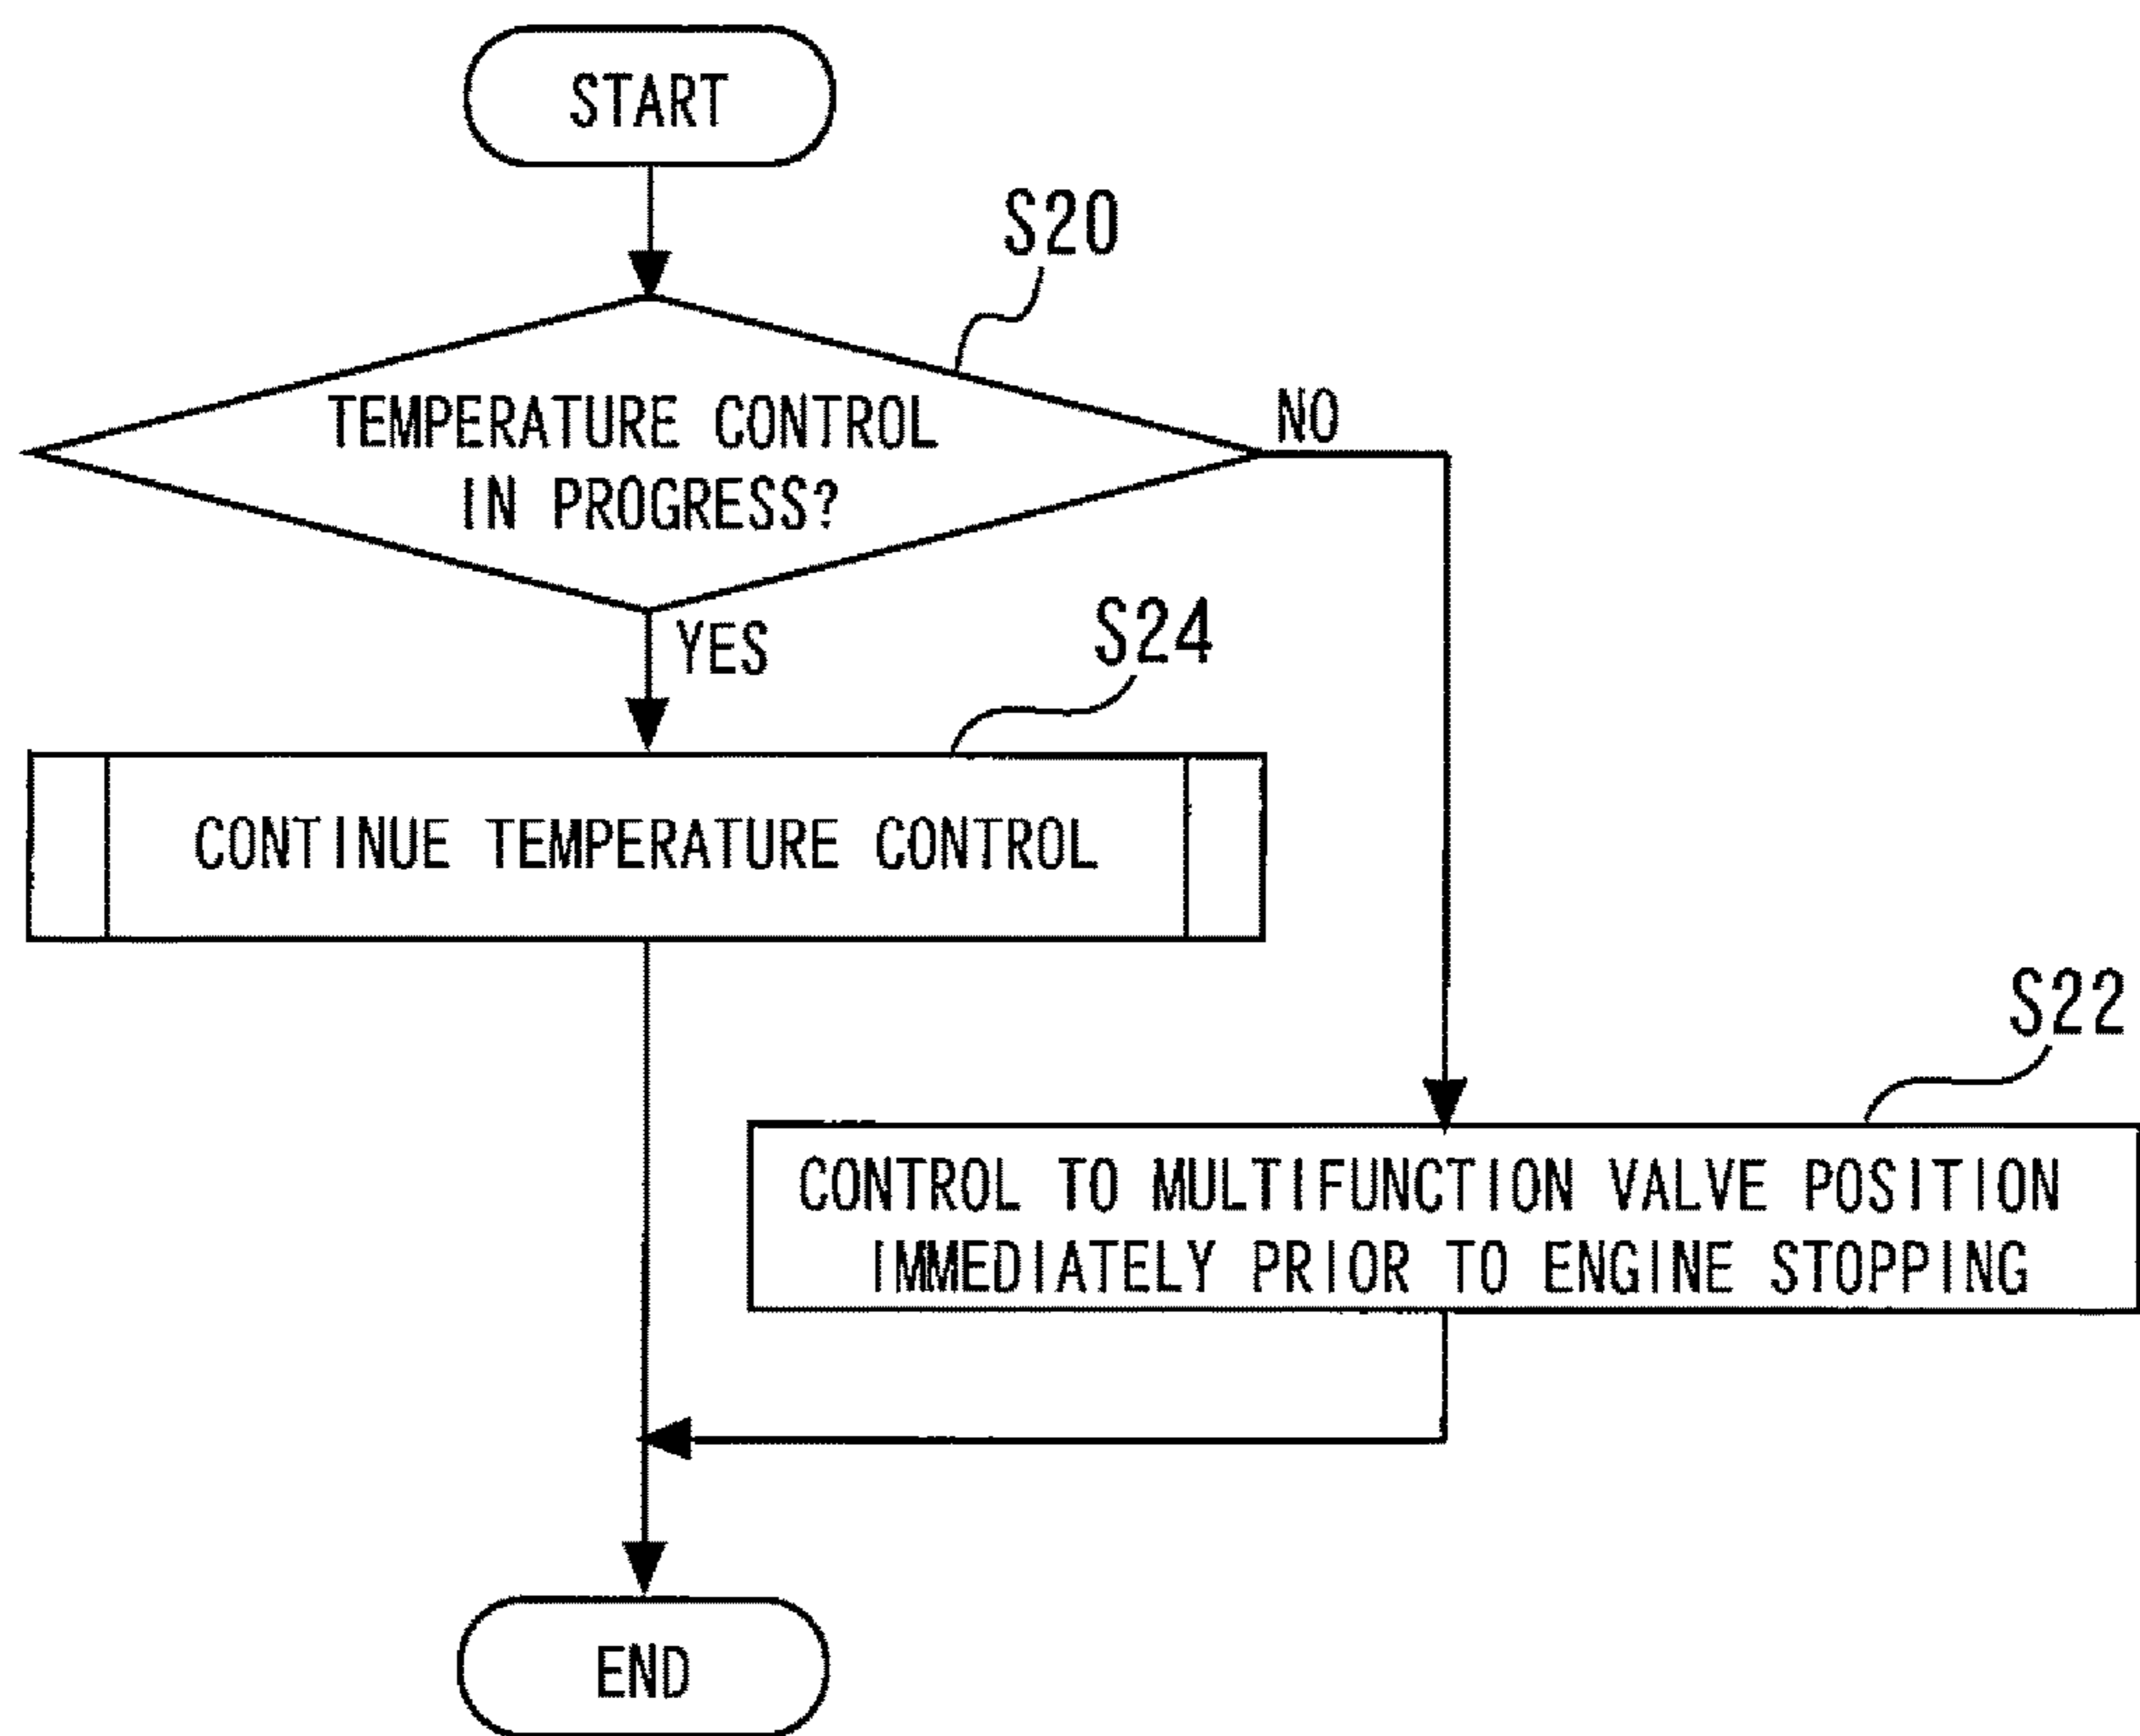 START
S20
TEMPERATURE CONTROL
IN PROGRESS?
NO
YES
S24
CONTINUE TEMPERATURE CONTROL
S22
CONTROL TO MULTIFUNCTION VALVE POSITION
IMMEDIATELY PRIOR TO ENGINE STOPPING
END